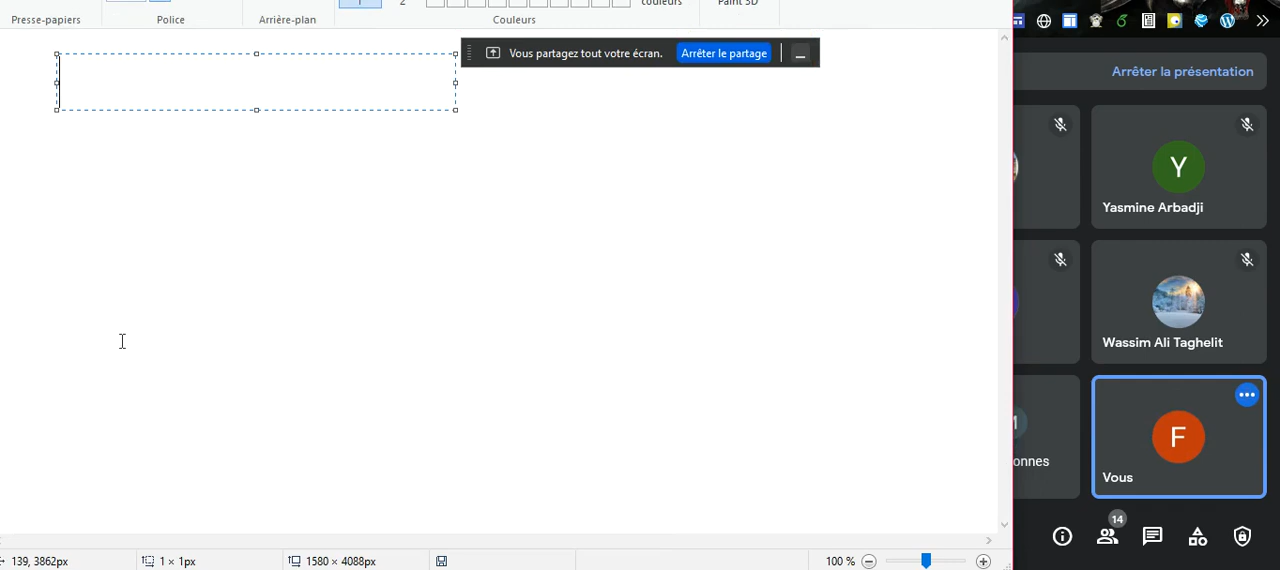 1 2 couleurs Paint 3D
Presse-papiers Police Arrière-plan Couleurs
Vous partagez tout votre écran. Arrêter le partage
Arrêter la présentation
Y
Yasmine Arbadji
Wassim Ali Taghelit
onnes
F
Vous
14
139, 3862px 1 × 1px 1580 × 4088px 100 %